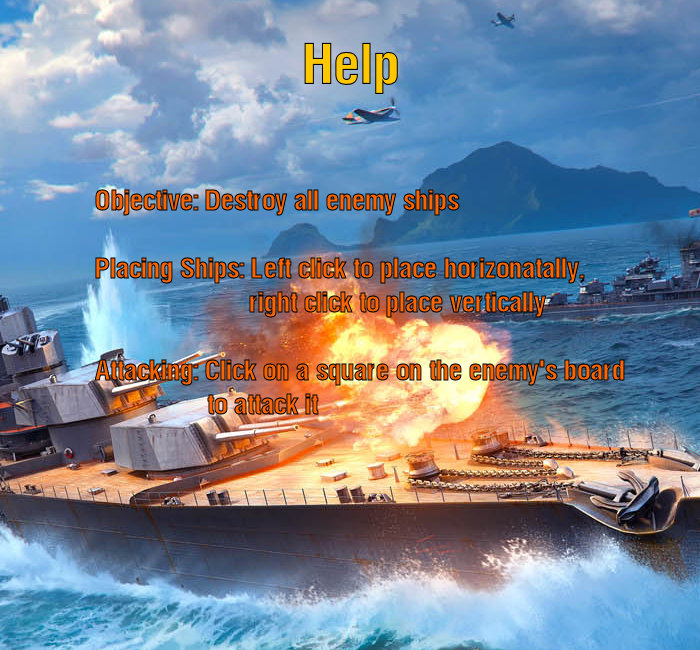 Help
Objective: Destroy all enemy ships
Placing Ships: Left click to place horizonatally,
right click to place vertically
Attacking: Click on a square on the enemy's board
to attack it